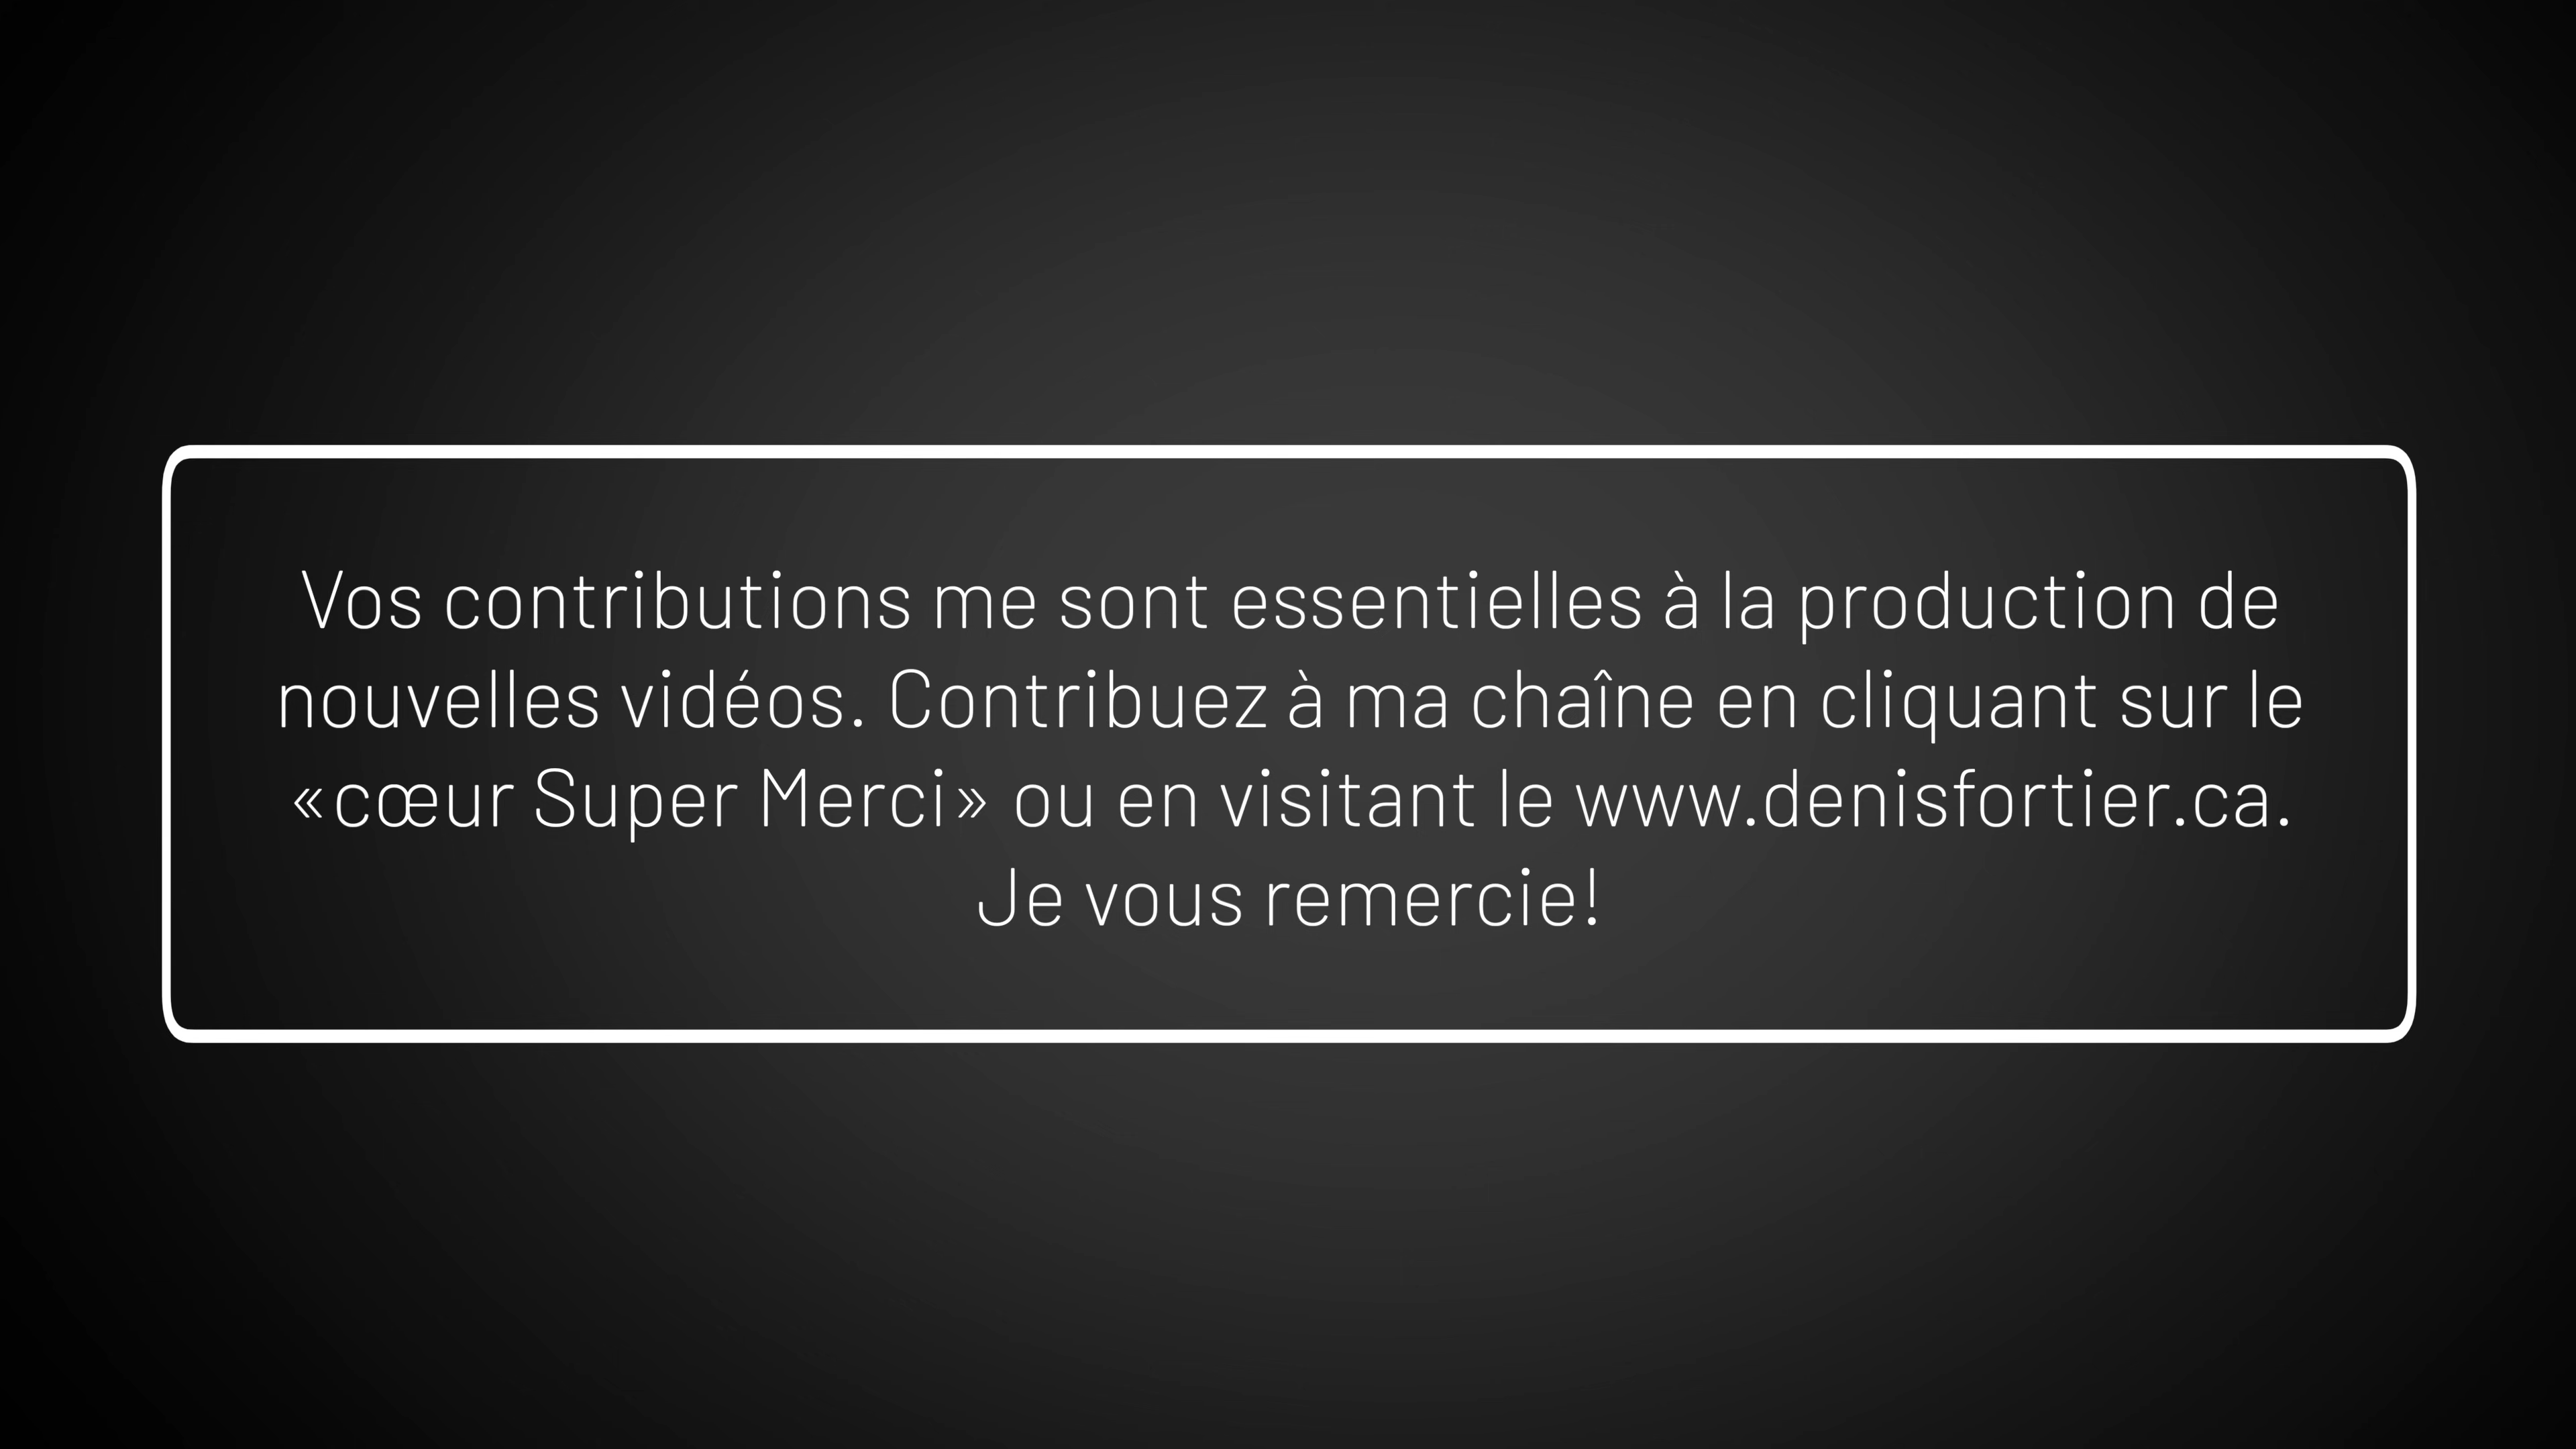 Vos contributions me sont essentielles à la production de
nouvelles vidéos. Contribuez à ma chaîne en cliquant sur le
«cœur Super Merci» ou en visitant le www.denisfortier.ca.
Je vous remercie!